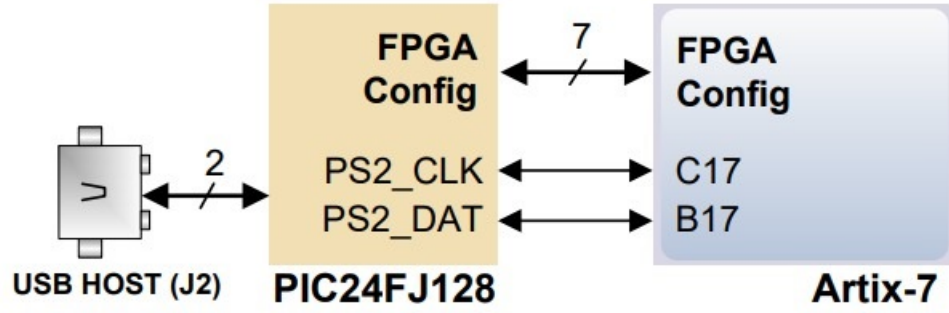 FPGA
Config
7
FPGA
Config
2
PS2_CLK
C17
PS2_DAT
B17
USB HOST (J2)
PIC24FJ128
Artix-7